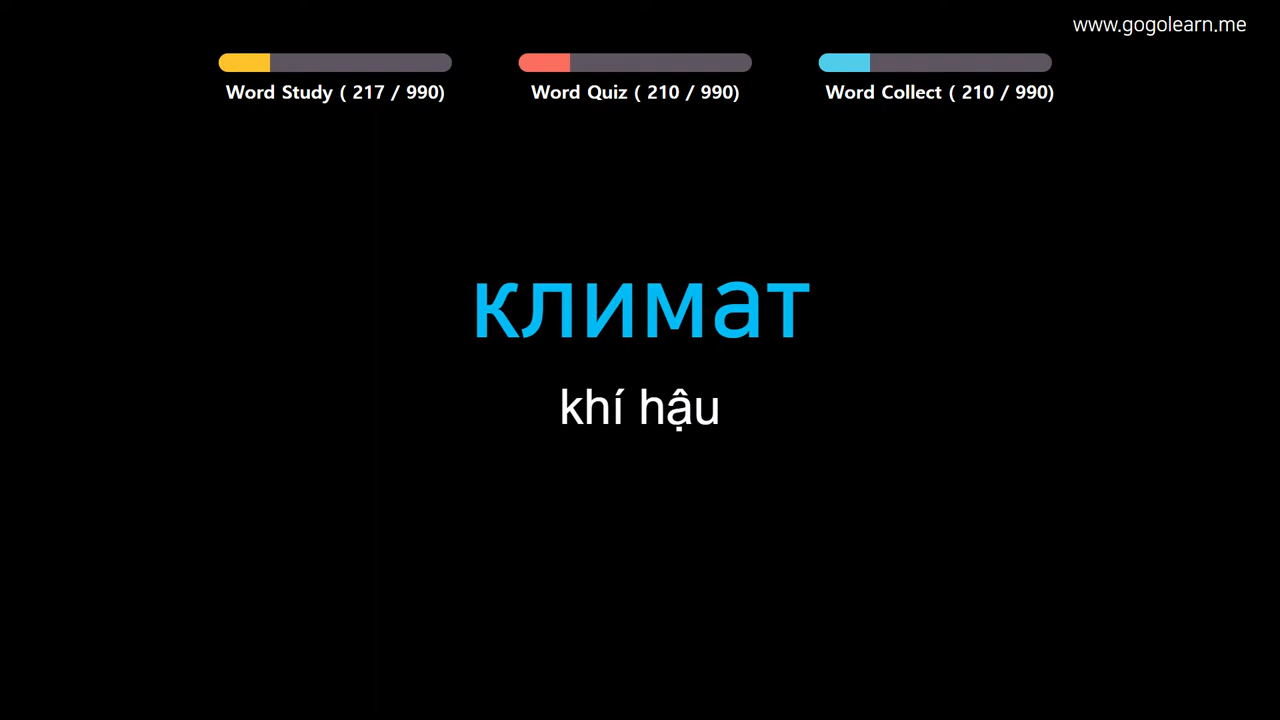 www.gogolearn.me
Word Study ( 217 / 990)
Word Quiz ( 210 / 990)
Word Collect ( 210 / 990)
климат
khí hậu